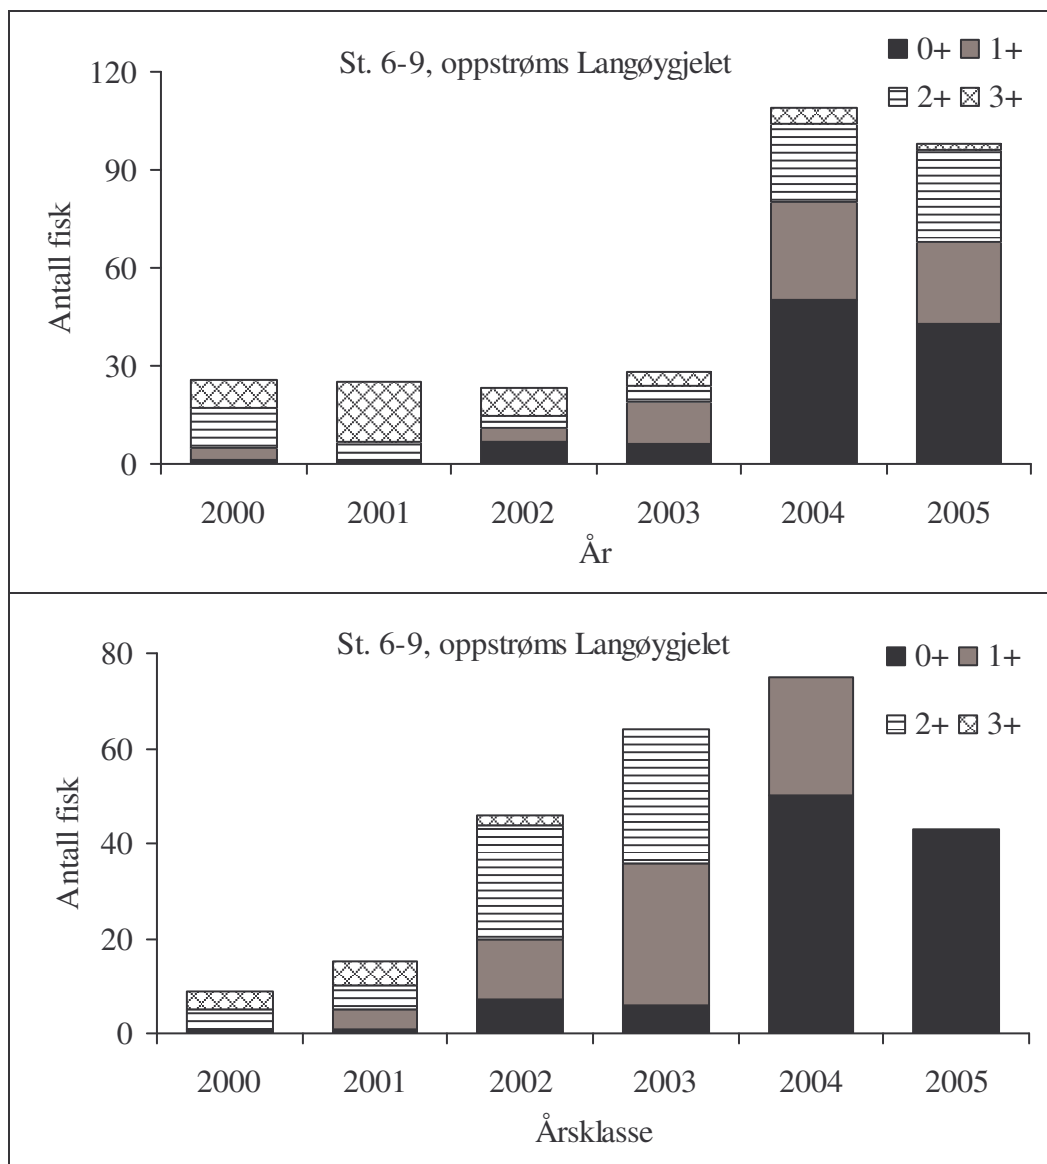 St. 6-9, oppstrøms Langøygjelet
0+ 1+
2+ 3+
120
90
60
30
0
Antall fisk
2000 2001 2002 2003 2004 2005
År
St. 6-9, oppstrøms Langøygjelet
0+ 1+
2+ 3+
80
60
40
20
0
Antall fisk
2000 2001 2002 2003 2004 2005
Årsklasse